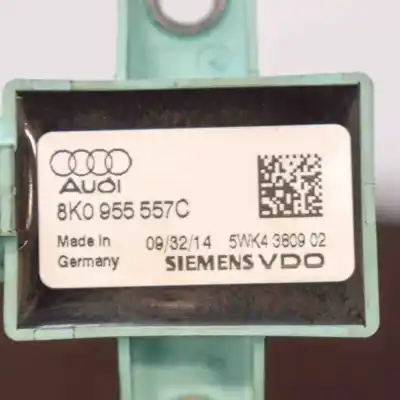 Audi
8K0 955 557C
Made in Germany
09/32/14 5WK4 3809 02
SIEMENS VDO